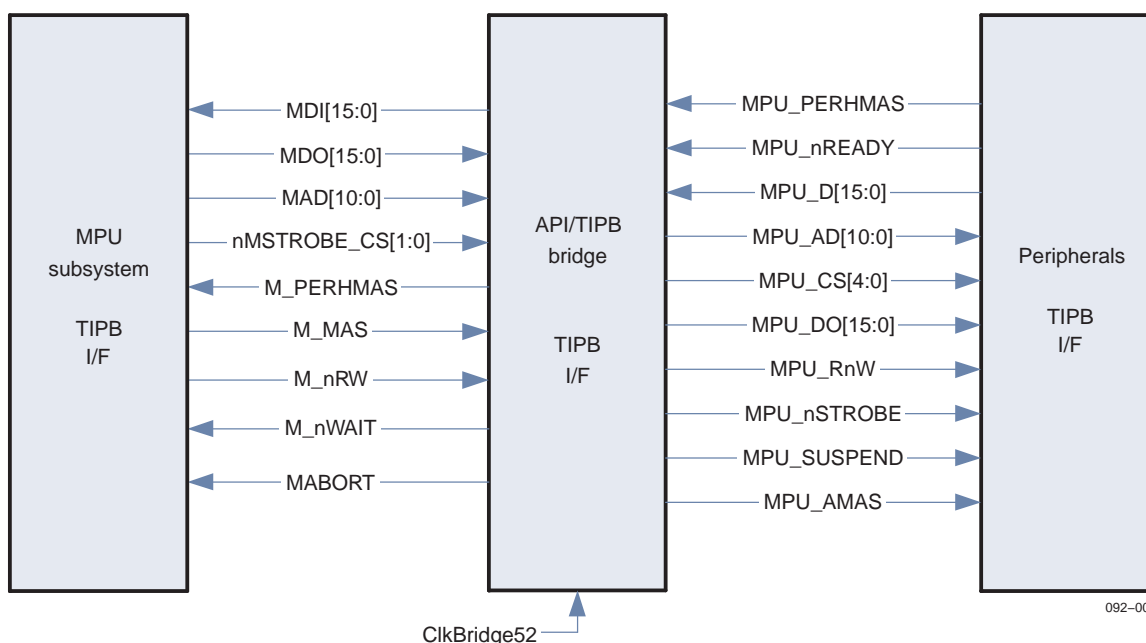 MPU
subsystem
TIPB
I/F
MDI[15:0]
MDO[15:0]
MAD[10:0]
nMSTROBE_CS[1:0]
M_PERHMAS
M_MAS
M_nRW
M_nWAIT
MABORT
API/TIPB
bridge
TIPB
I/F
MPU_PERHMAS
MPU_nREADY
MPU_D[15:0]
MPU_AD[10:0]
MPU_CS[4:0]
MPU_DO[15:0]
MPU_RnW
MPU_nSTROBE
MPU_SUSPEND
MPU_AMAS
Peripherals
TIPB
I/F
ClkBridge52